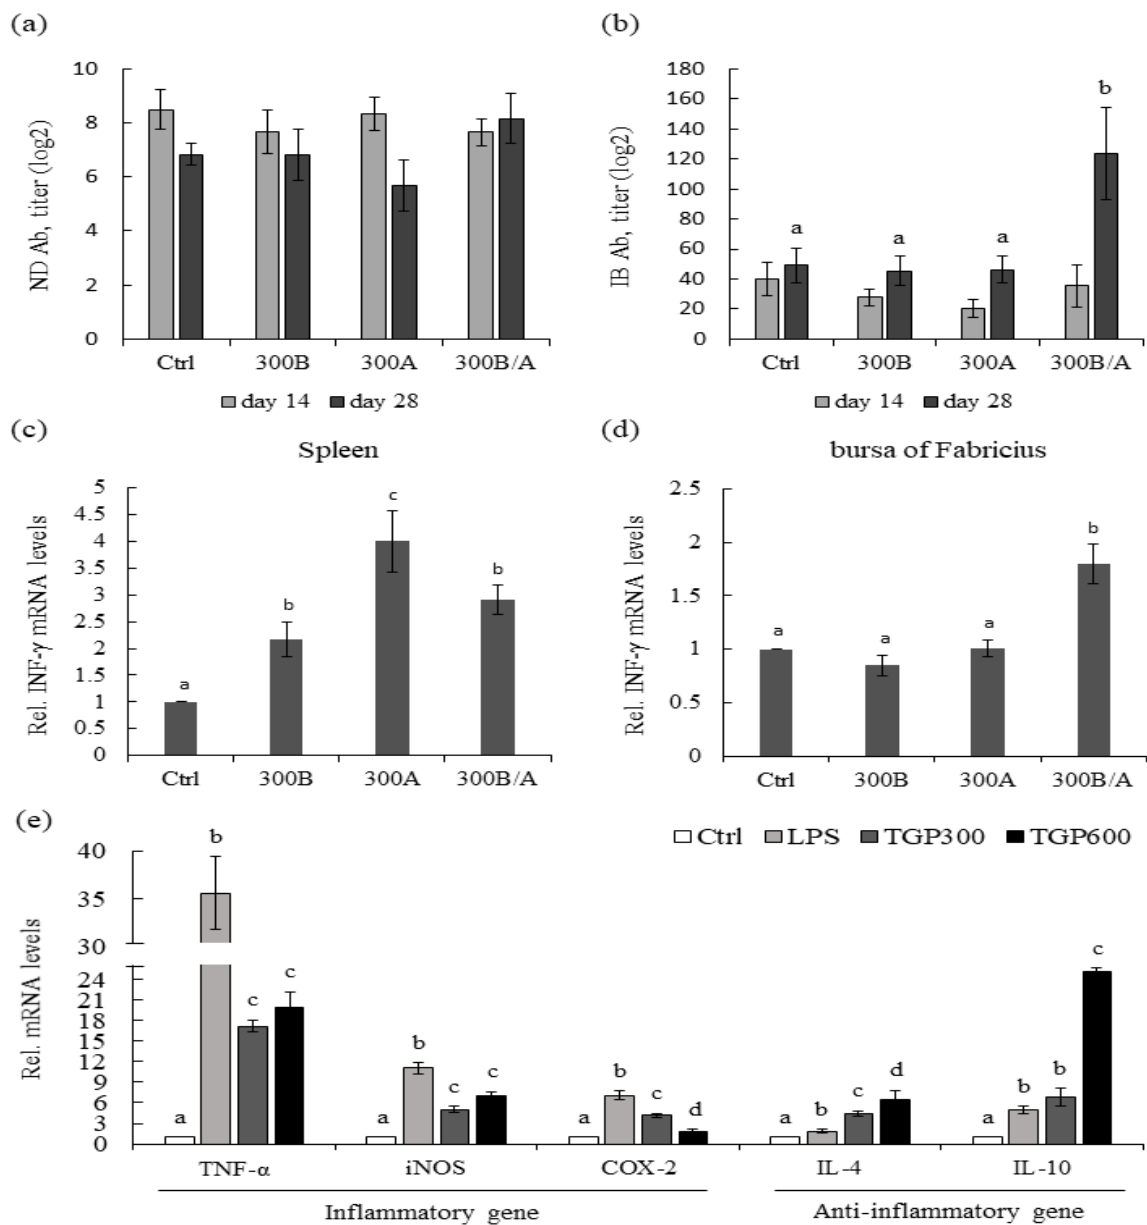 (a)
ND Ab, titer (log2)
10
8
6
4
2
0
Ctrl 300B 300A 300B/A
day 14 day 28
(b)
IB Ab, titer (log2)
180
160
140
120
100
80
60
40
20
0
a a a b
Ctrl 300B 300A 300B/A
day 14 day 28
(c)
Spleen
Rel. INF-γ mRNA levels
5
4.5
4
3.5
3
2.5
2
1.5
1
0.5
0
a b c b
Ctrl 300B 300A 300B/A
(d)
bursa of Fabricius
Rel. INF-γ mRNA levels
2.5
2
1.5
1
0.5
0
a a a b
Ctrl 300B 300A 300B/A
(e)
Ctrl LPS TGP300 TGP600
Rel. mRNA levels
40
35
30
24
21
18
15
12
9
6
3
0
a b c c a b c c a b c d a b c d a b b c
TNF-α iNOS COX-2 IL-4 IL-10
Inflammatory gene Anti-inflammatory gene